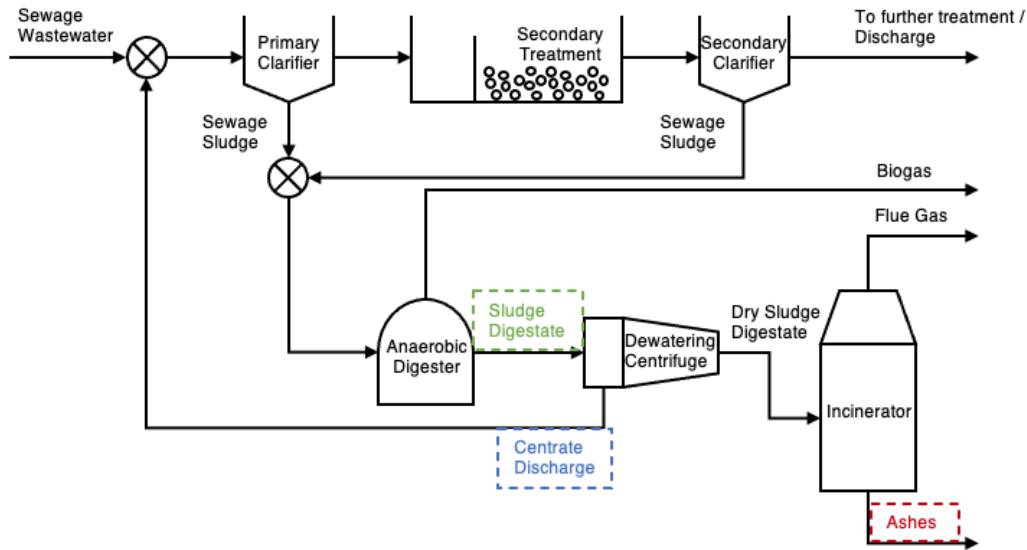 Sewage
Wastewater
Primary
Clarifier
Secondary
Treatment
Secondary
Clarifier
To further treatment /
Discharge
Sewage
Sludge
Sewage
Sludge
Biogas
Flue Gas
Sludge
Digestate
Dry Sludge
Digestate
Anaerobic
Digester
Dewatering
Centrifuge
Incinerator
Centrate
Discharge
Ashes